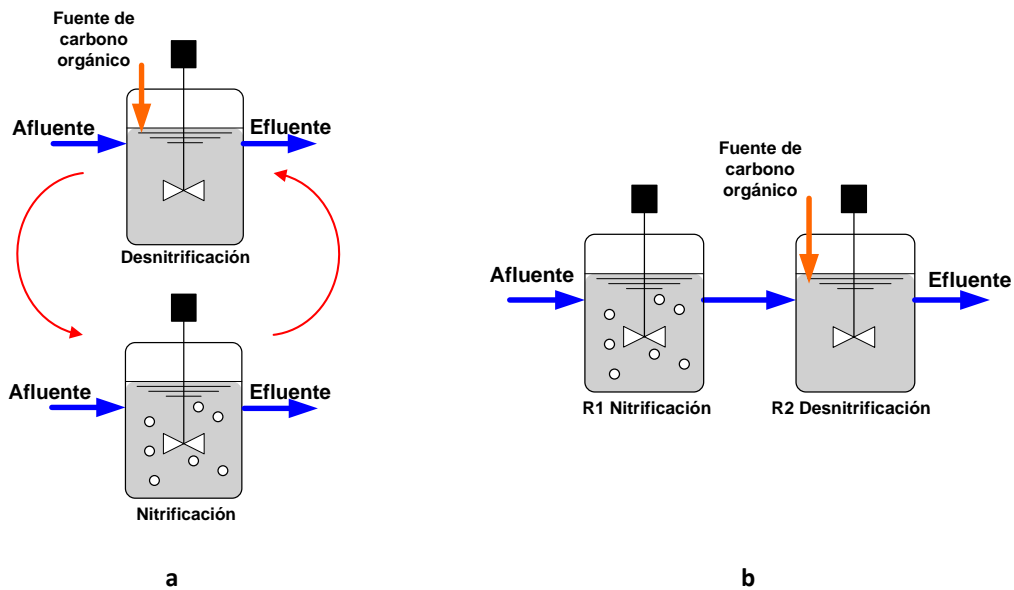 Fuente de
carbono
orgánico
Afluente
Efluente
Desnitrificación
Afluente
Efluente
Nitrificación
a
Fuente de
carbono
orgánico
Afluente
Efluente
R1 Nitrificación
R2 Desnitrificación
b